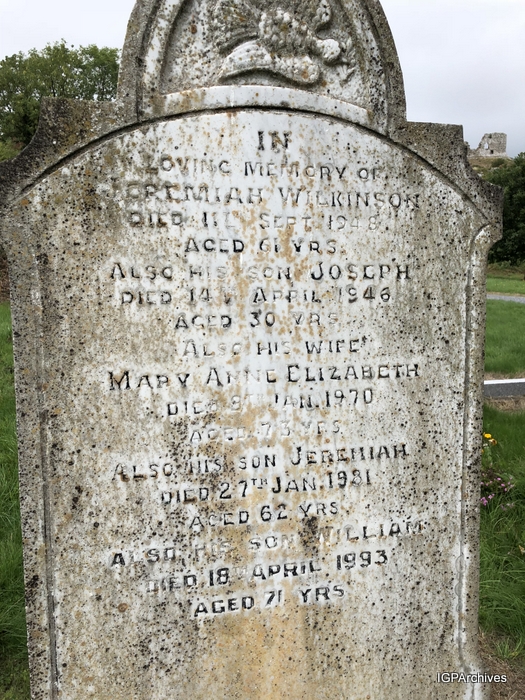 IN
LOVING MEMORY OF
JEREMIAH WILKINSON
DIED 11TH SEPT. 1948.
AGED 61 YRS.
ALSO HIS SON JOSEPH
DIED 14TH APRIL 1946
AGED 30 YRS
ALSO HIS WIFE
MARY ANNE ELIZABETH
DIED 8TH JAN. 1970
AGED 73 YRS.
ALSO HIS SON JEREMIAH
DIED 27TH JAN. 1981
AGED 62 YRS.
ALSO HIS SON WILLIAM
DIED 18TH APRIL 1993
AGED 71 YRS
IGPArchives